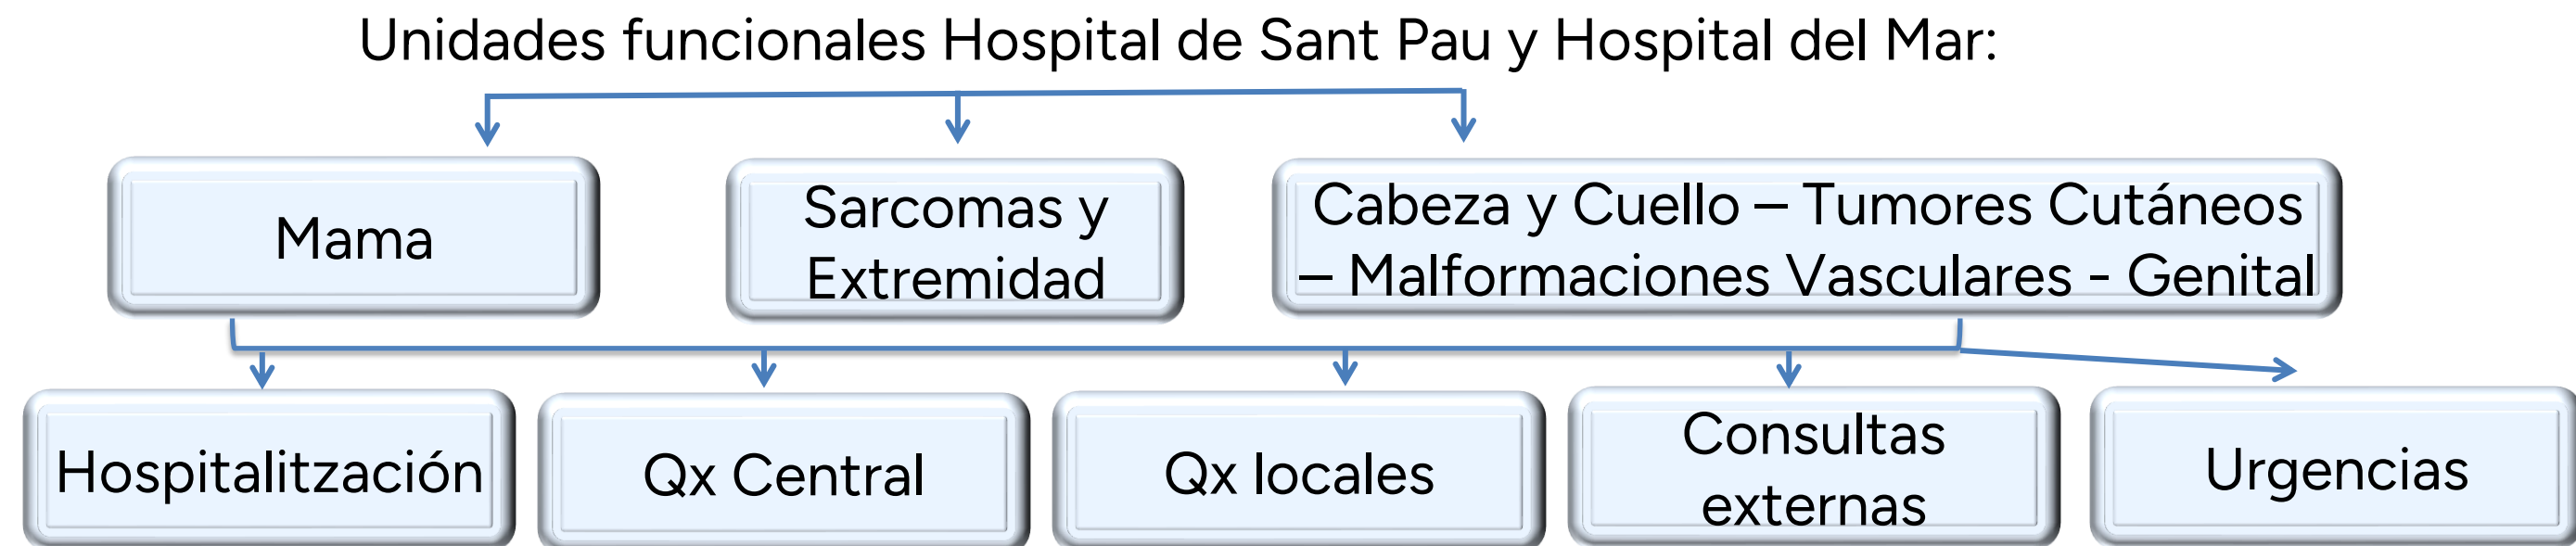 Unidades funcionales Hospital de Sant Pau y Hospital del Mar:
Mama
Sarcomas y
Extremidad
Cabeza y Cuello – Tumores Cutáneos
– Malformaciones Vasculares - Genital
Hospitalitzación
Qx Central
Qx locales
Consultas
externas
Urgencias